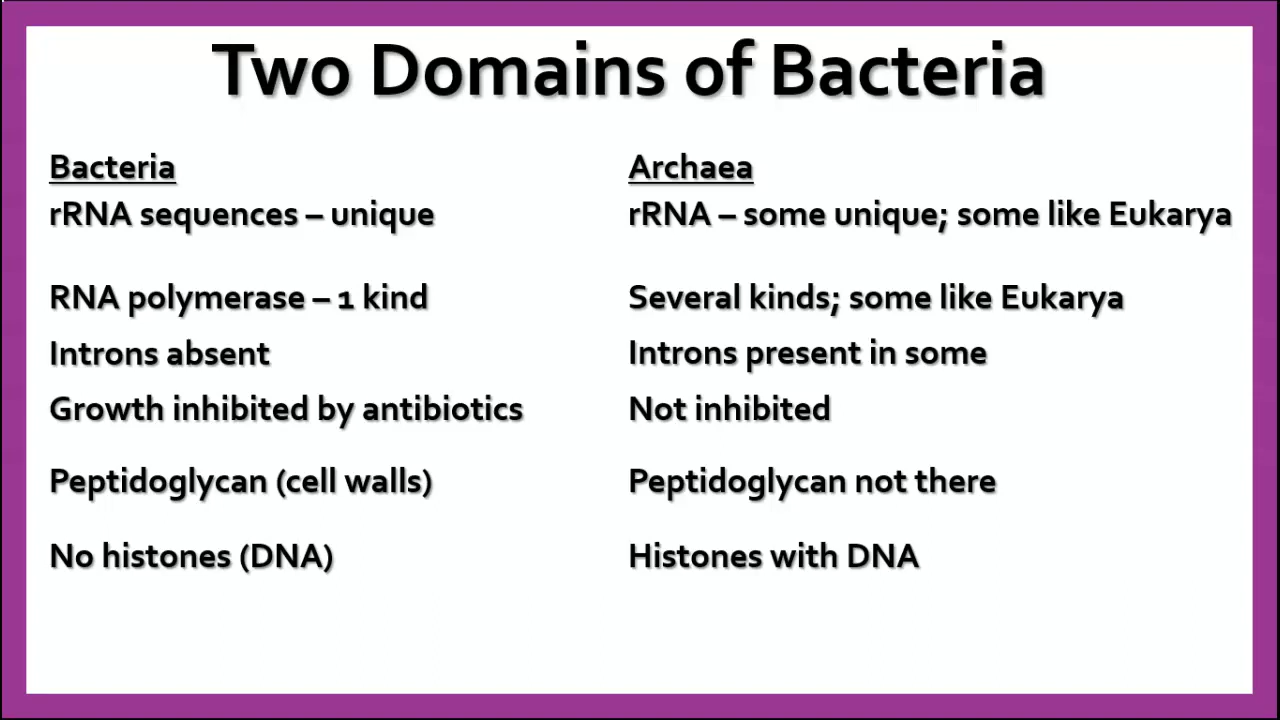 Two Domains of Bacteria
Bacteria
Archaea
rRNA sequences – unique
rRNA – some unique; some like Eukarya
RNA polymerase – 1 kind
Several kinds; some like Eukarya
Introns absent
Introns present in some
Growth inhibited by antibiotics
Not inhibited
Peptidoglycan (cell walls)
Peptidoglycan not there
No histones (DNA)
Histones with DNA